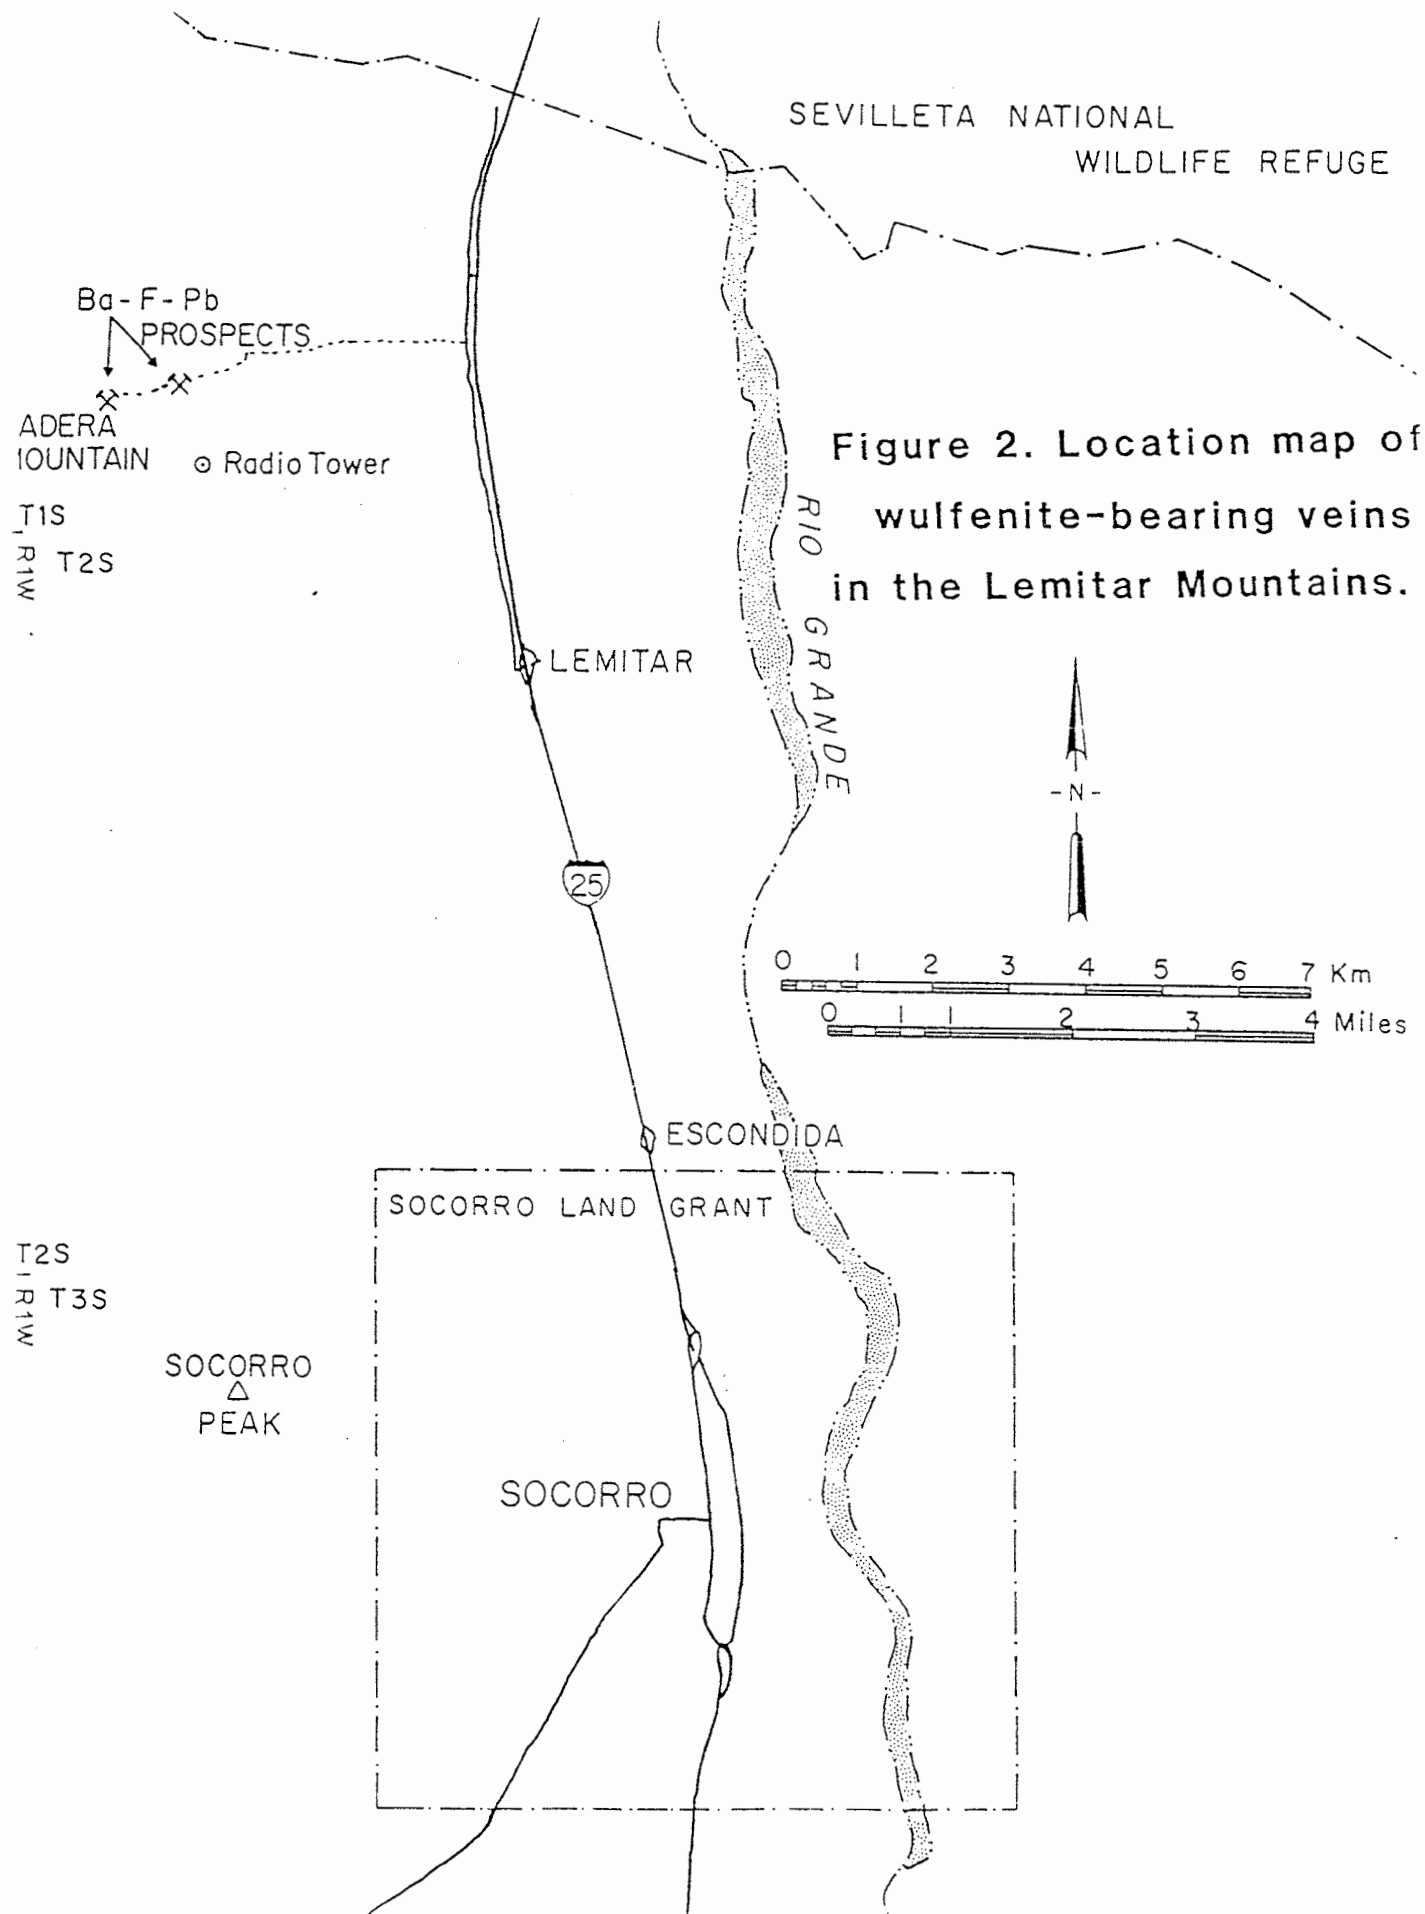 SEVILLETA NATIONAL
WILDLIFE REFUGE
Ba-F-Pb
PROSPECTS
ADERA
IOUNTAIN
Radio Tower
T1S
R1W
T2S
Figure 2. Location map of
wulfenite-bearing veins
in the Lemitar Mountains.
RIO GRANDE
LEMITAR
-N-
25
0 1 2 3 4 5 6 7 Km
0 1 1 2 3 4 Miles
ESCONDIDA
SOCORRO LAND GRANT
T2S
R1W
T3S
SOCORRO
PEAK
SOCORRO